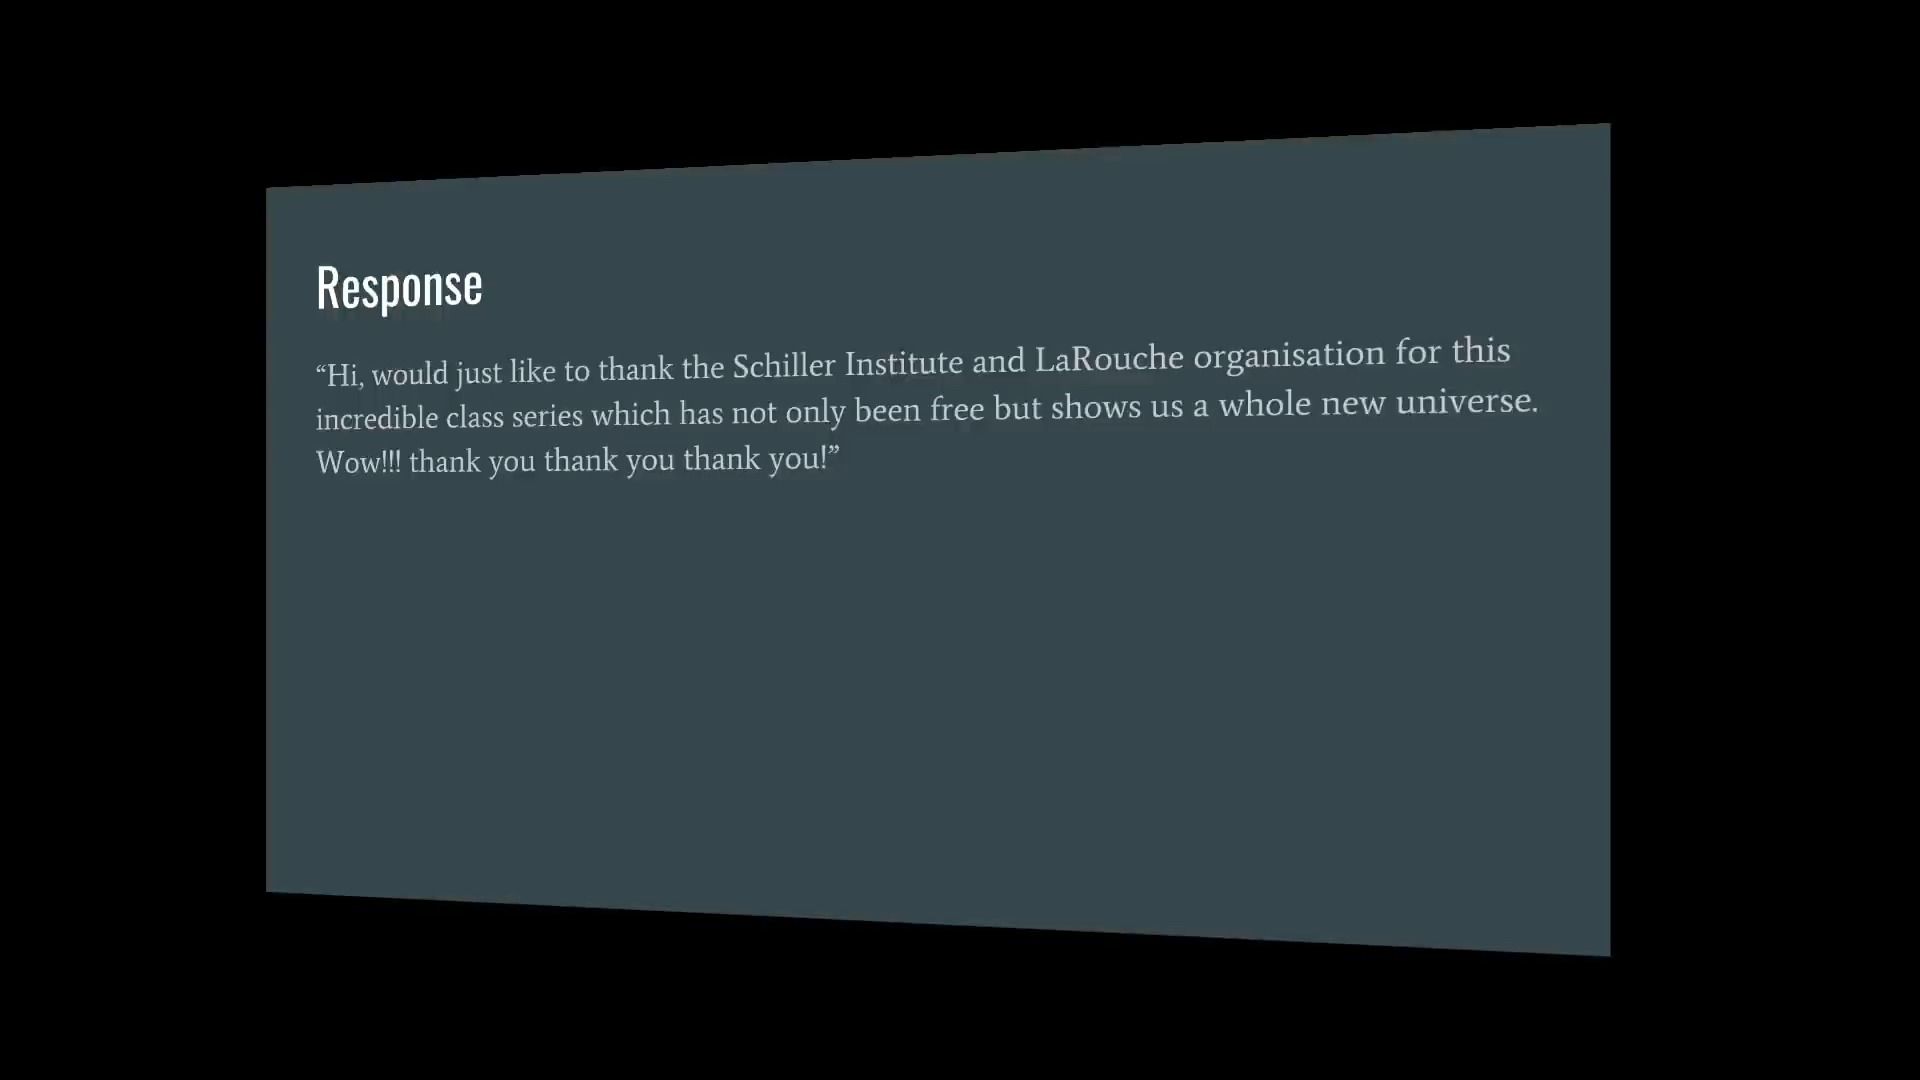 Response
“Hi, would just like to thank the Schiller Institute and LaRouche organisation for this
incredible class series which has not only been free but shows us a whole new universe.
Wow!!! thank you thank you thank you!”